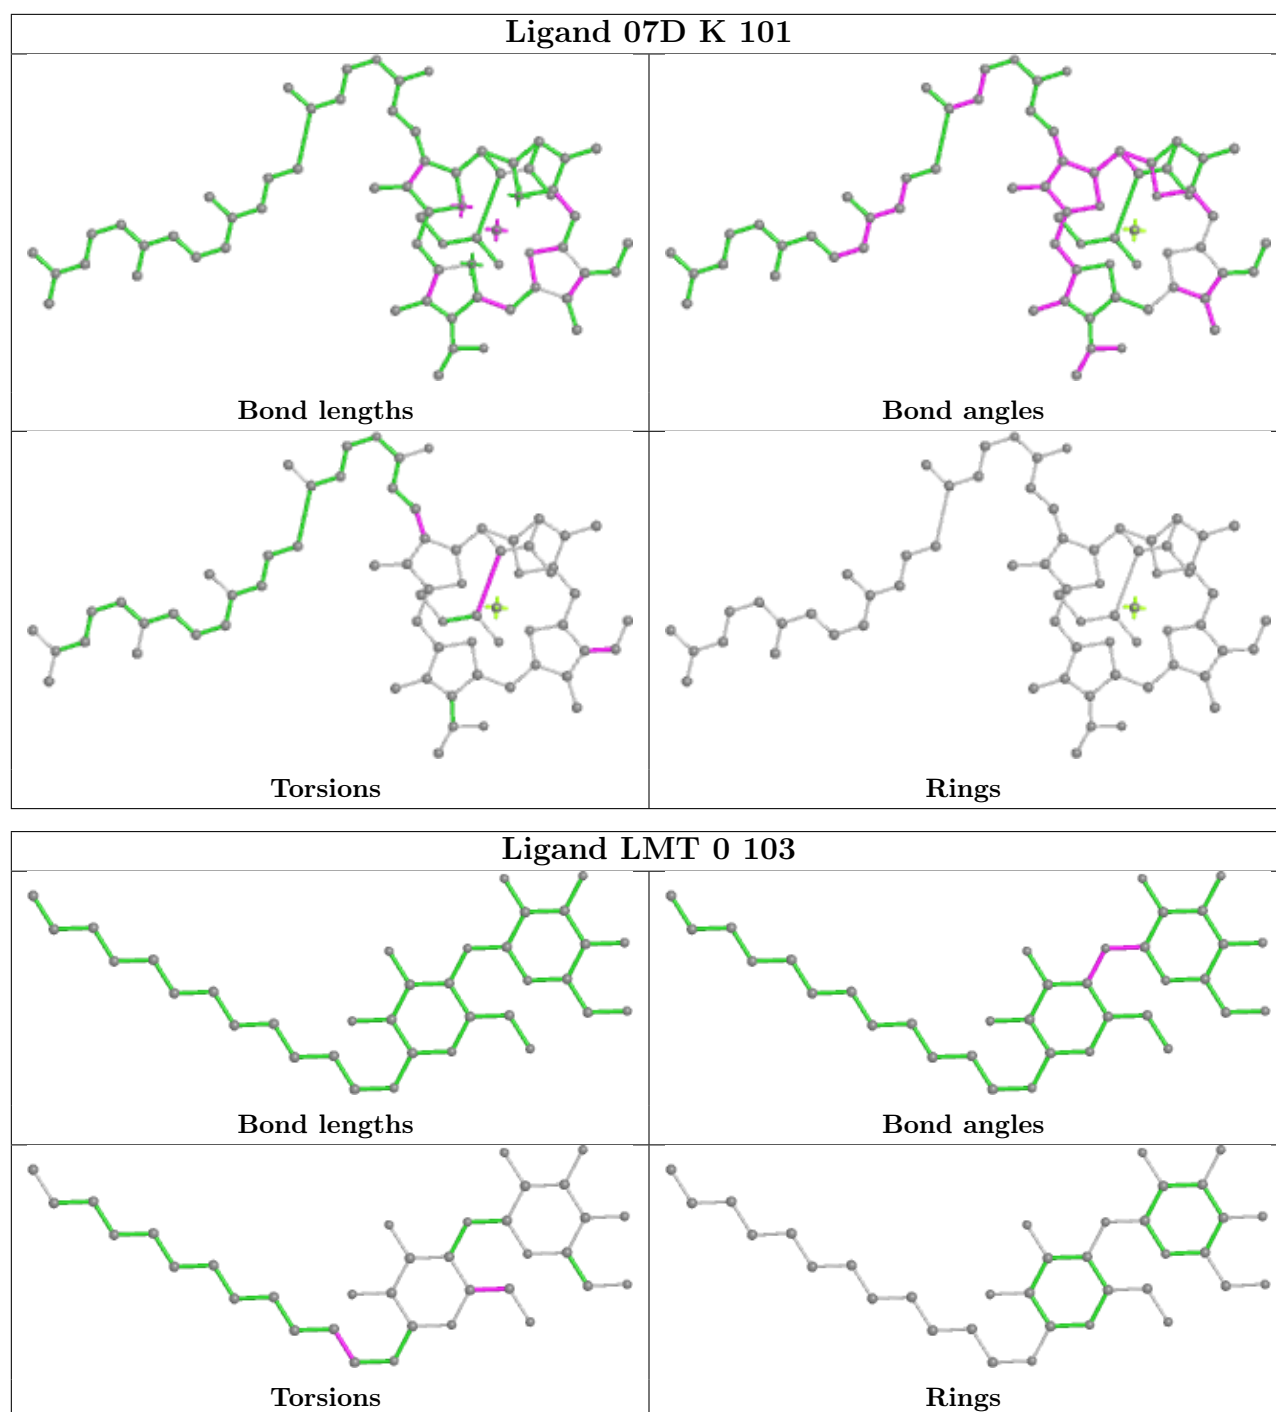 Ligand 07D K 101
Bond lengths
Bond angles
Torsions
Rings
Ligand LMT 0 103
Bond lengths
Bond angles
Torsions
Rings